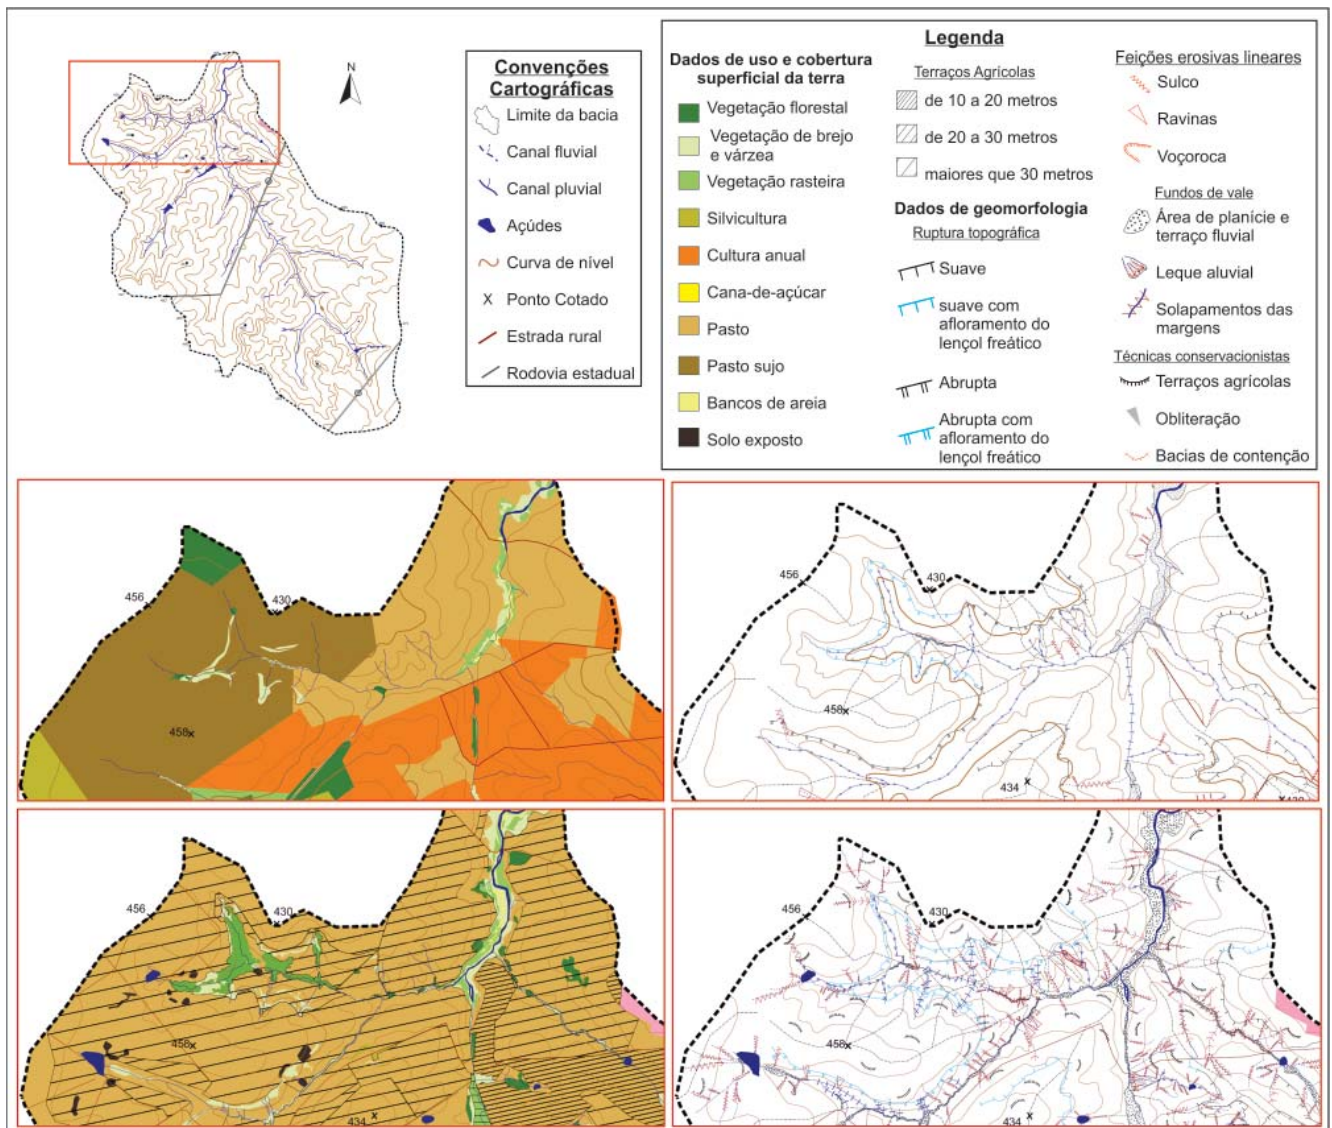 N
Convenções
Cartográficas
Limite da bacia
Canal fluvial
Canal pluvial
Açúdes
Curva de nível
Ponto Cotado
Estrada rural
Rodovia estadual
Legenda
Dados de uso e cobertura
superficial da terra
Vegetação florestal
Vegetação de brejo
e várzea
Vegetação rasteira
Silvicultura
Cultura anual
Cana-de-açúcar
Pasto
Pasto sujo
Bancos de areia
Solo exposto
Terraços Agrícolas
de 10 a 20 metros
de 20 a 30 metros
maiores que 30 metros
Dados de geomorfologia
Ruptura topográfica
Suave
suave com
afloramento do
lençol freático
Abrupta
Abrupta com
afloramento do
lençol freático
Feições erosivas lineares
Sulco
Ravinas
Voçoroca
Fundos de vale
Área de planície e
terraço fluvial
Leque aluvial
Solapamentos das
margens
Técnicas conservacionistas
Terraços agrícolas
Obliteração
Bacias de contenção
456
430
458
456
430
458
434
456
430
458
434
456
430
458
434